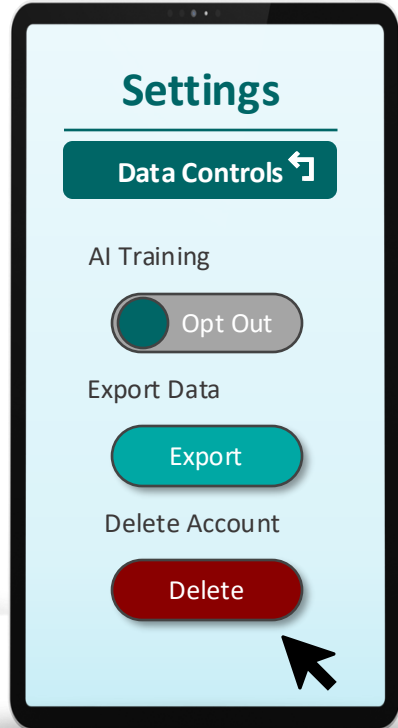 Settings
Data Controls
AI Training
Opt Out
Export Data
Export
Delete Account
Delete